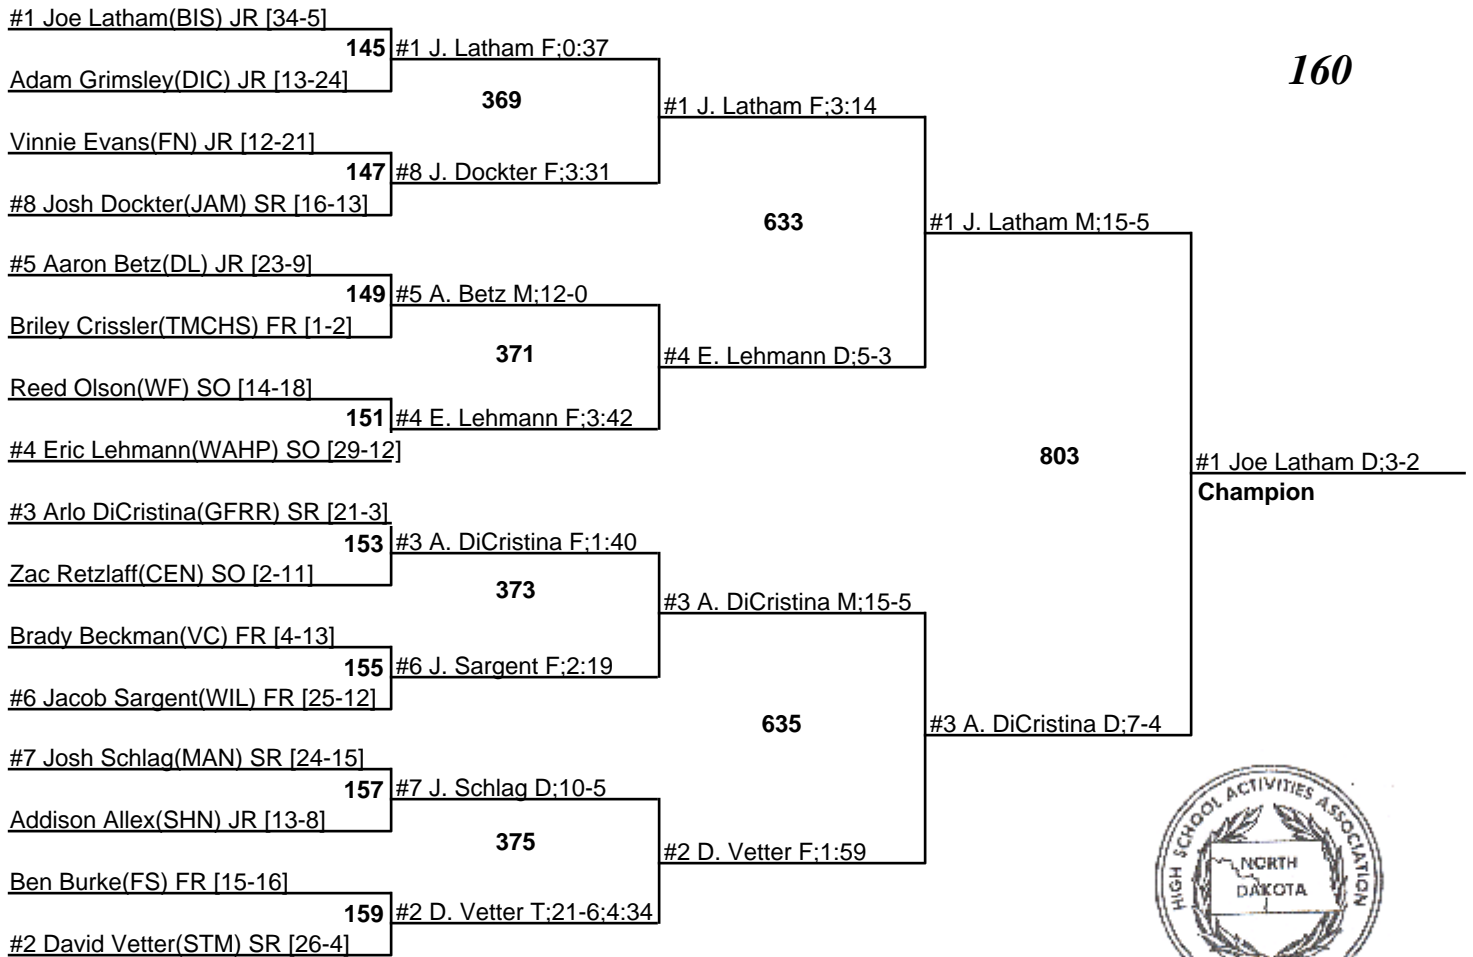 #1 Joe Latham(BIS) JR [34-5]
145 #1 J. Latham F;0:37
160
Adam Grimsley(DIC) JR [13-24]
369
#1 J. Latham F;3:14
Vinnie Evans(FN) JR [12-21]
147 #8 J. Dockter F;3:31
#8 Josh Dockter(JAM) SR [16-13]
633
#1 J. Latham M;15-5
#5 Aaron Betz(DL) JR [23-9]
149 #5 A. Betz M;12-0
Briley Crissler(TMCHS) FR [1-2]
371
#4 E. Lehmann D;5-3
Reed Olson(WF) SO [14-18]
151 #4 E. Lehmann F;3:42
#4 Eric Lehmann(WAHP) SO [29-12]
803
#1 Joe Latham D;3-2
Champion
#3 Arlo DiCristina(GFRR) SR [21-3]
153 #3 A. DiCristina F;1:40
Zac Retzlaff(CEN) SO [2-11]
373
#3 A. DiCristina M;15-5
Brady Beckman(VC) FR [4-13]
155 #6 J. Sargent F;2:19
#6 Jacob Sargent(WIL) FR [25-12]
635
#3 A. DiCristina D;7-4
#7 Josh Schlag(MAN) SR [24-15]
157 #7 J. Schlag D;10-5
Addison Allex(SHN) JR [13-8]
375
#2 D. Vetter F;1:59
Ben Burke(FS) FR [15-16]
159 #2 D. Vetter T;21-6;4:34
#2 David Vetter(STM) SR [26-4]
HIGH SCHOOL ACTIVITIES ASSOCIATION
NORTH
DAKOTA